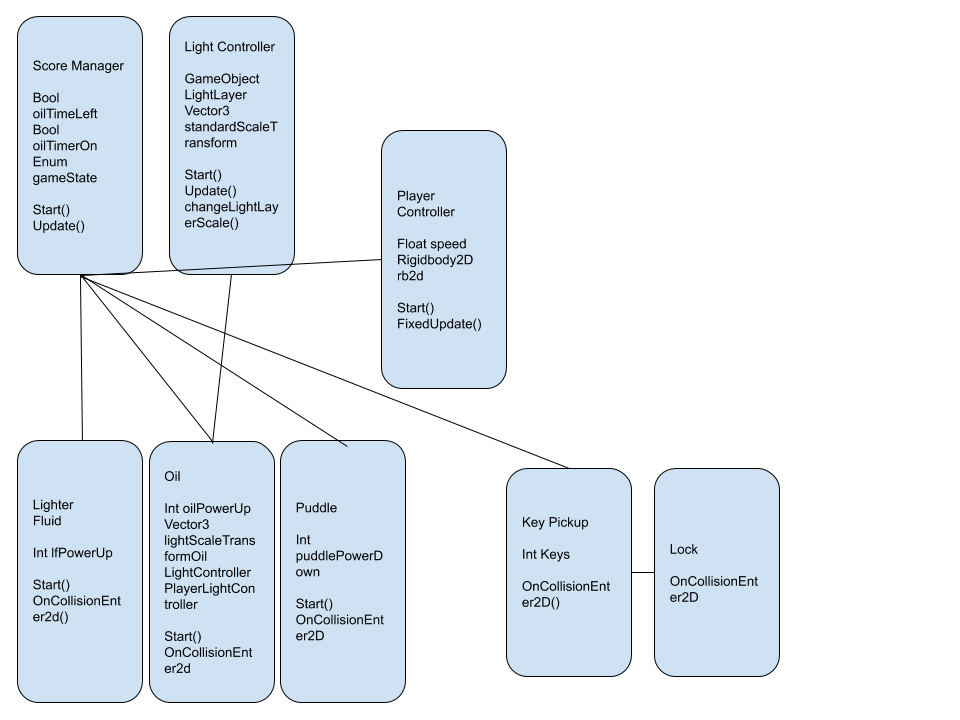 Score Manager
Bool
oilTimeLeft
Bool
oilTimerOn
Enum
gameState
Start()
Update()
Light Controller
GameObject
LightLayer
Vector3
standardScaleT
ransform
Start()
Update()
changeLightLay
erScale()
Player
Controller
Float speed
Rigidbody2D
rb2d
Start()
FixedUpdate()
Lighter
Fluid
Int lfPowerUp
Start()
OnCollisionEnt
er2d()
Oil
Int oilPowerUp
Vector3
lightScaleTrans
formOil
LightController
PlayerLightCon
troller
Start()
OnCollisionEnt
er2d
Puddle
Int
puddlePowerD
own
Start()
OnCollisionEnt
er2D
Key Pickup
Int Keys
OnCollisionEnt
er2D()
Lock
OnCollisionEnt
er2D